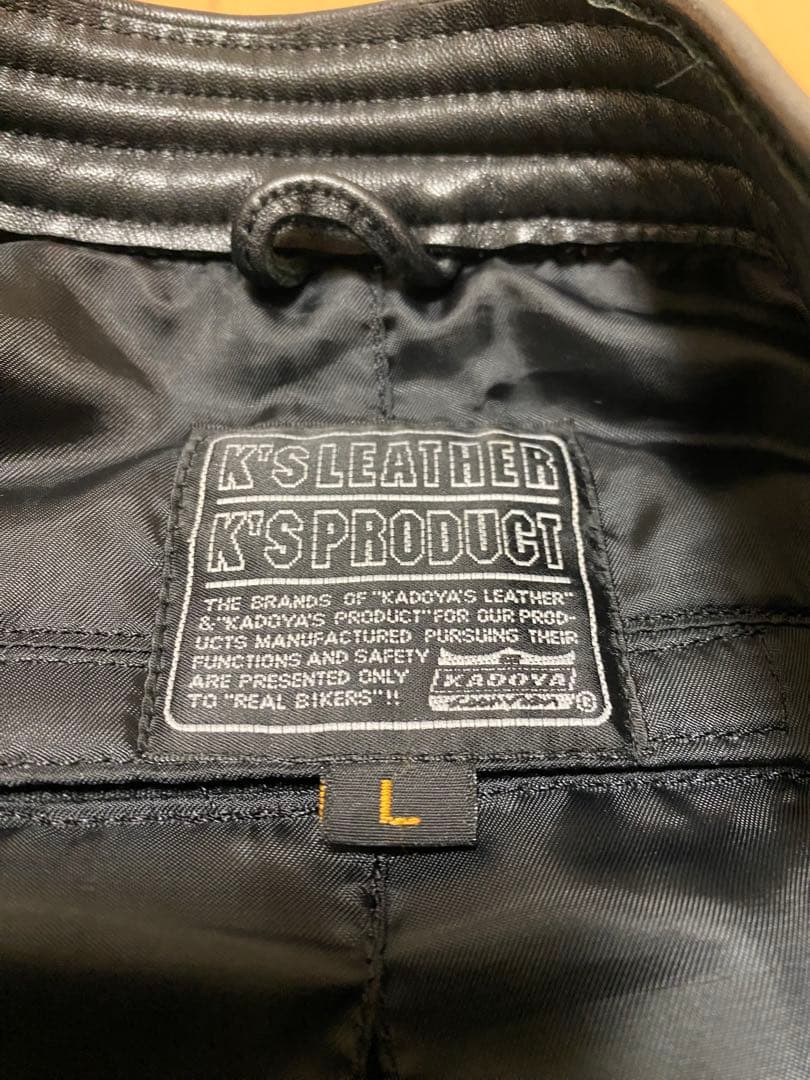 K'S LEATHER
K'S PRODUCT
THE BRANDS OF "KADOYA'S LEATHER"
& "KADOYA'S PRODUCT" FOR OUR PROD-
UCTS MANUFACTURED PURSUING THEIR
FUNCTIONS AND SAFETY
ARE PRESENTED ONLY
TO "REAL BIKERS"!!
KADOYA
®
L